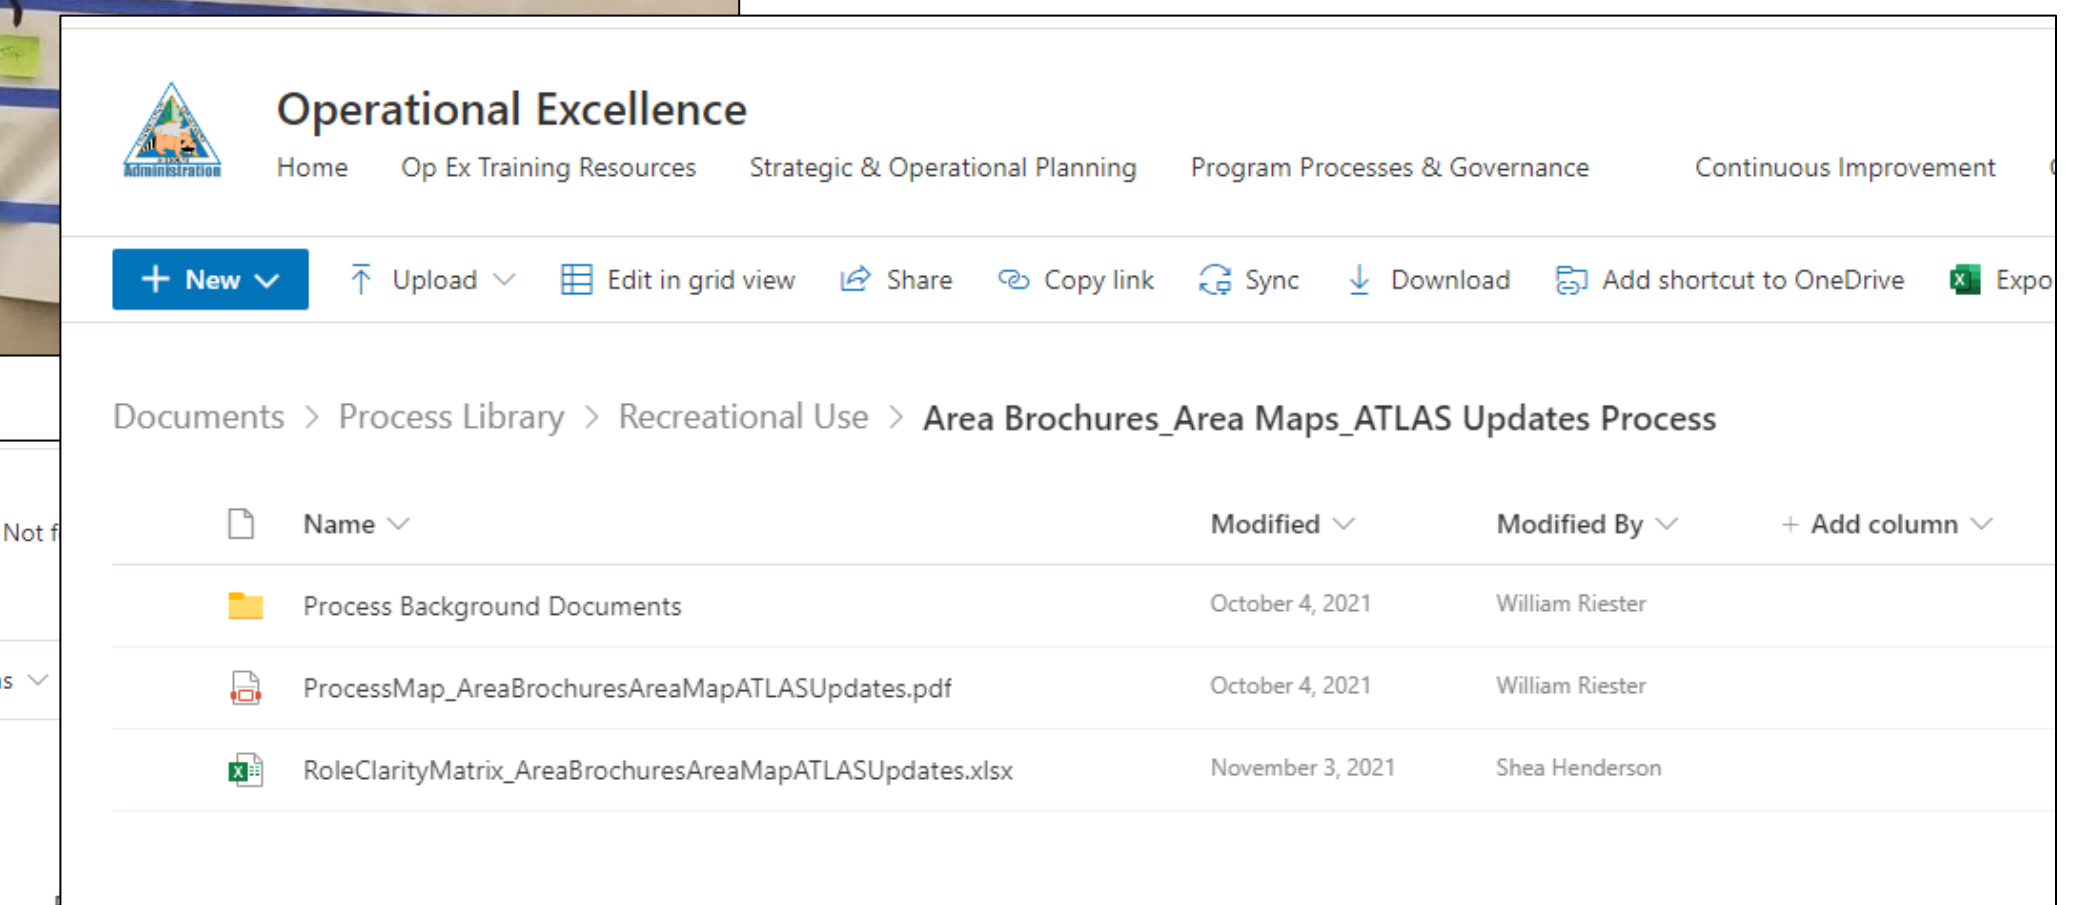 Operational Excellence
Administration
Home Op Ex Training Resources Strategic & Operational Planning Program Processes & Governance Continuous Improvement
+ New Upload Edit in grid view Share Copy link Sync Download Add shortcut to OneDrive Expo
Documents > Process Library > Recreational Use > Area Brochures_Area Maps_ATLAS Updates Process
Name Modified Modified By + Add column
Not f
Process Background Documents October 4, 2021 William Riester
ProcessMap_AreaBrochuresAreaMapATLASUpdates.pdf October 4, 2021 William Riester
RoleClarityMatrix_AreaBrochuresAreaMapATLASUpdates.xlsx November 3, 2021 Shea Henderson